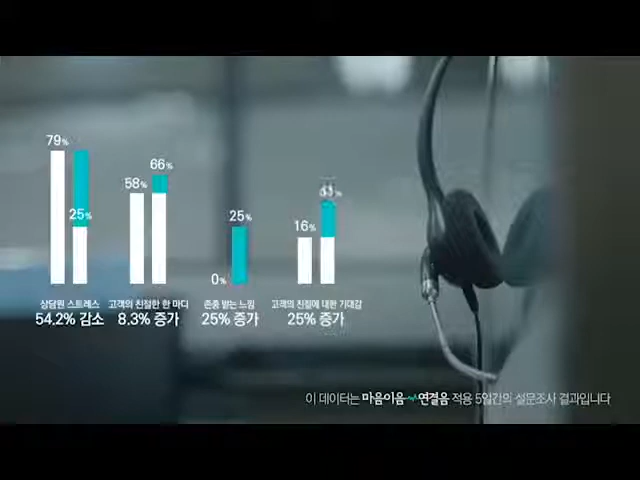 79%
25%
58%
66%
0%
25%
16%
상담원 스트레스
54.2% 감소
고객의 친절한 한 마디
8.3% 증가
존중 받는 느낌
25% 증가
고객의 친절에 대한 기대감
25% 증가
이 데이터는 마음이음 연결음 적용 5일간의 설문조사 결과입니다